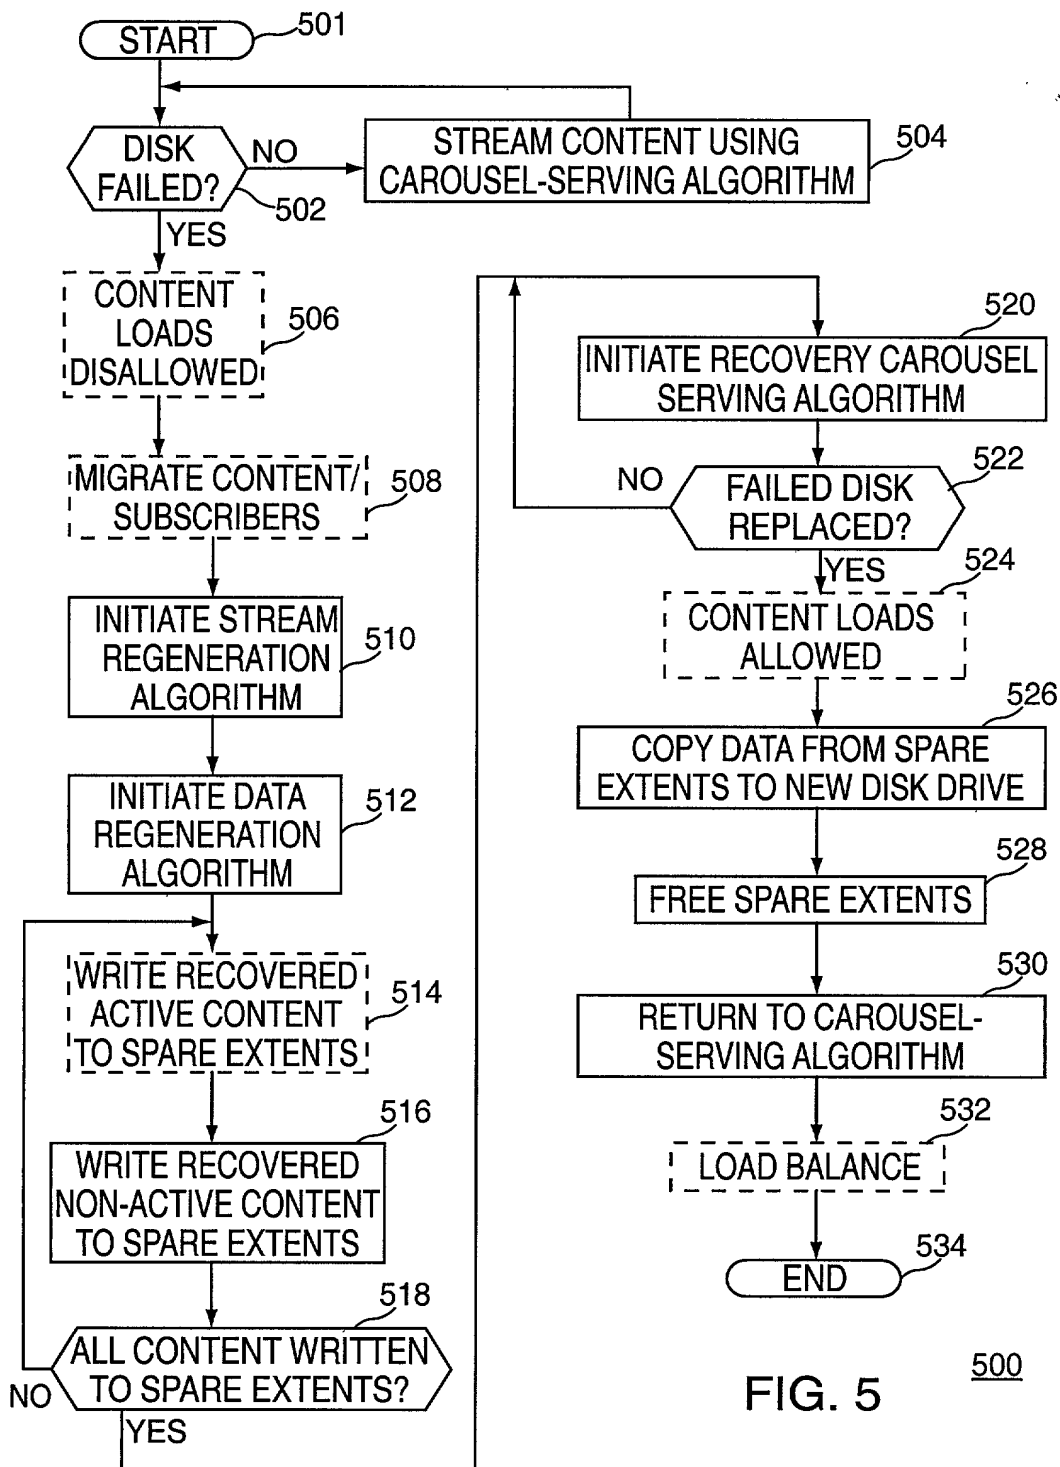 START
501
DISK
FAILED?
502
NO
YES
STREAM CONTENT USING
CAROUSEL-SERVING ALGORITHM
504
CONTENT
LOADS
DISALLOWED
506
MIGRATE CONTENT/
SUBSCRIBERS
508
INITIATE STREAM
REGENERATION
ALGORITHM
510
INITIATE DATA
REGENERATION
ALGORITHM
512
WRITE RECOVERED
ACTIVE CONTENT
TO SPARE EXTENTS
514
WRITE RECOVERED
NON-ACTIVE CONTENT
TO SPARE EXTENTS
516
ALL CONTENT WRITTEN
TO SPARE EXTENTS?
518
NO
YES
INITIATE RECOVERY CAROUSEL
SERVING ALGORITHM
520
FAILED DISK
REPLACED?
522
NO
YES
CONTENT LOADS
ALLOWED
524
COPY DATA FROM SPARE
EXTENTS TO NEW DISK DRIVE
526
FREE SPARE EXTENTS
528
RETURN TO CAROUSEL-
SERVING ALGORITHM
530
LOAD BALANCE
532
END
534
500
FIG. 5